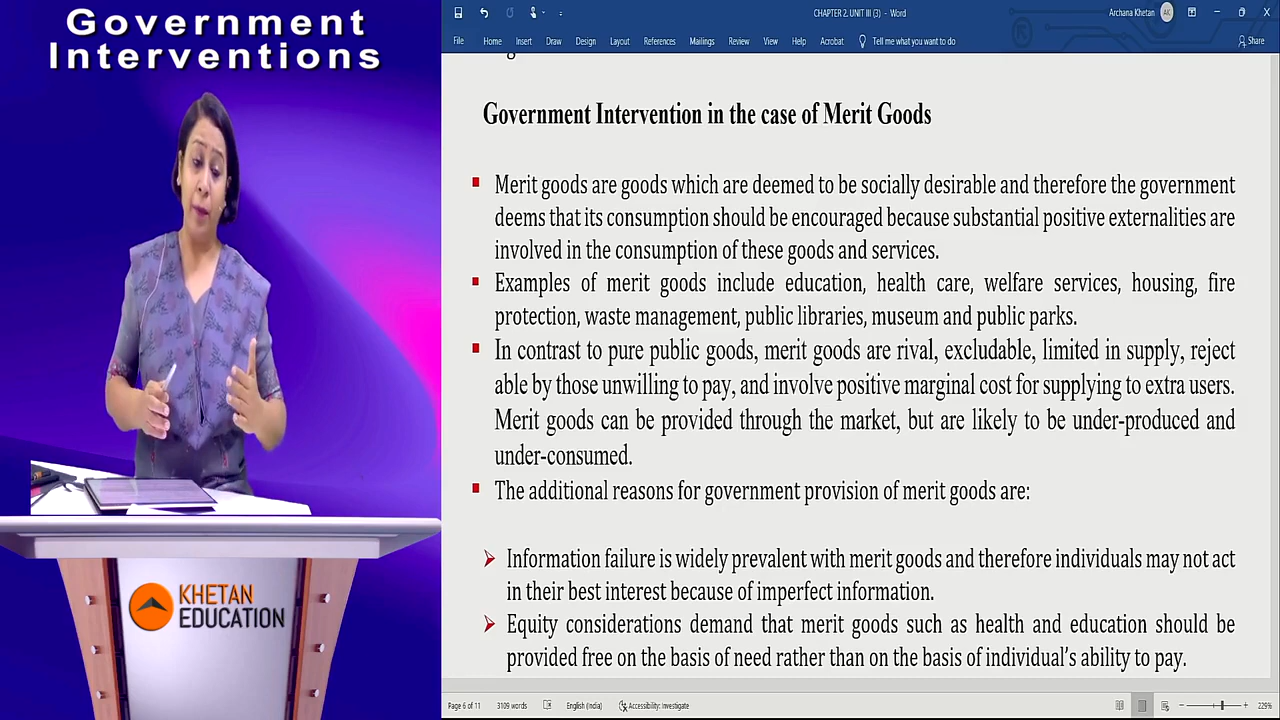 Government
Interventions
KHETAN
EDUCATION
CHAPTER 2. UNIT III (3) - Word
Archana Khetan
AK
File Home Insert Draw Design Layout References Mailings Review View Help Acrobat Tell me what you want to do
Share
Government Intervention in the case of Merit Goods
Merit goods are goods which are deemed to be socially desirable and therefore the government
deems that its consumption should be encouraged because substantial positive externalities are
involved in the consumption of these goods and services.
Examples of merit goods include education, health care, welfare services, housing, fire
protection, waste management, public libraries, museum and public parks.
In contrast to pure public goods, merit goods are rival, excludable, limited in supply, reject
able by those unwilling to pay, and involve positive marginal cost for supplying to extra users.
Merit goods can be provided through the market, but are likely to be under-produced and
under-consumed.
The additional reasons for government provision of merit goods are:
Information failure is widely prevalent with merit goods and therefore individuals may not act
in their best interest because of imperfect information.
Equity considerations demand that merit goods such as health and education should be
provided free on the basis of need rather than on the basis of individual's ability to pay.
Page 6 of 11 3109 words English (India) Accessibility: Investigate
229%